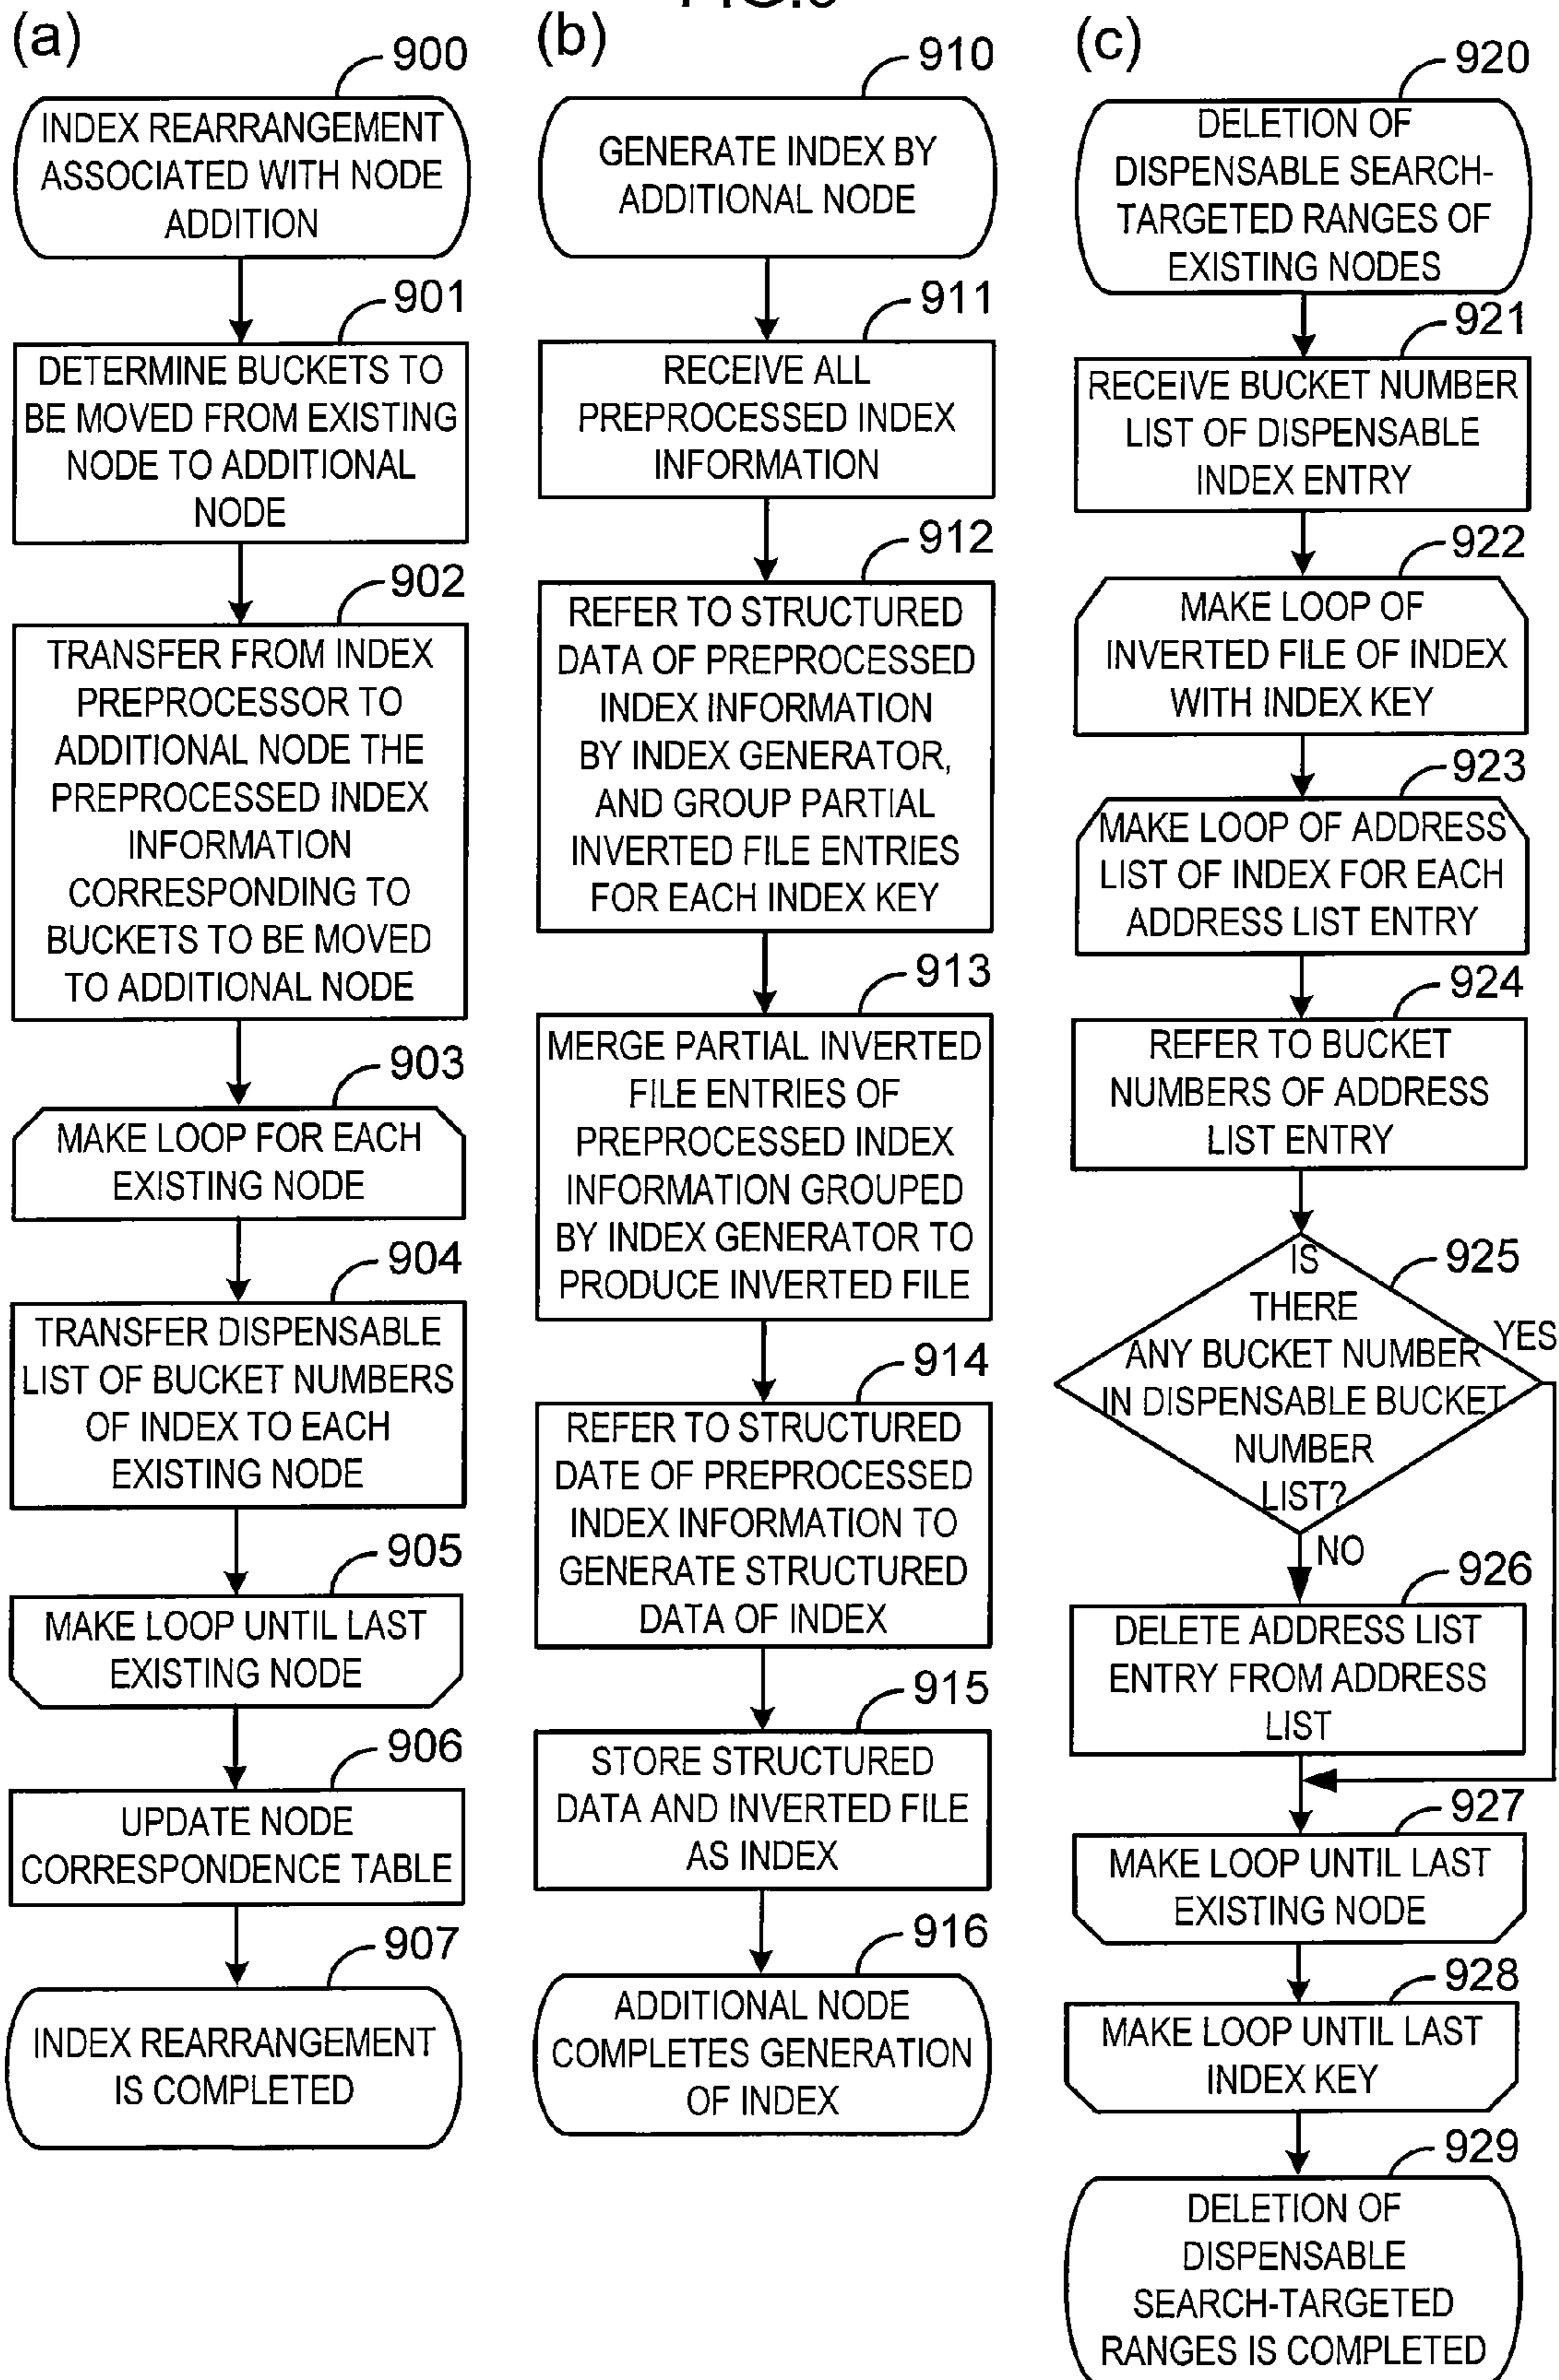 (a)
900
INDEX REARRANGEMENT
ASSOCIATED WITH NODE
ADDITION
901
DETERMINE BUCKETS TO
BE MOVED FROM EXISTING
NODE TO ADDITIONAL
NODE
902
TRANSFER FROM INDEX
PREPROCESSOR TO
ADDITIONAL NODE THE
PREPROCESSED INDEX
INFORMATION
CORRESPONDING TO
BUCKETS TO BE MOVED
TO ADDITIONAL NODE
903
MAKE LOOP FOR EACH
EXISTING NODE
904
TRANSFER DISPENSABLE
LIST OF BUCKET NUMBERS
OF INDEX TO EACH
EXISTING NODE
905
MAKE LOOP UNTIL LAST
EXISTING NODE
906
UPDATE NODE
CORRESPONDENCE TABLE
907
INDEX REARRANGEMENT
IS COMPLETED
(b)
910
GENERATE INDEX BY
ADDITIONAL NODE
911
RECEIVE ALL
PREPROCESSED INDEX
INFORMATION
912
REFER TO STRUCTURED
DATA OF PREPROCESSED
INDEX INFORMATION
BY INDEX GENERATOR,
AND GROUP PARTIAL
INVERTED FILE ENTRIES
FOR EACH INDEX KEY
913
MERGE PARTIAL INVERTED
FILE ENTRIES OF
PREPROCESSED INDEX
INFORMATION GROUPED
BY INDEX GENERATOR TO
PRODUCE INVERTED FILE
914
REFER TO STRUCTURED
DATE OF PREPROCESSED
INDEX INFORMATION TO
GENERATE STRUCTURED
DATA OF INDEX
915
STORE STRUCTURED
DATA AND INVERTED FILE
AS INDEX
916
ADDITIONAL NODE
COMPLETES GENERATION
OF INDEX
(c)
920
DELETION OF
DISPENSABLE SEARCH-
TARGETED RANGES OF
EXISTING NODES
921
RECEIVE BUCKET NUMBER
LIST OF DISPENSABLE
INDEX ENTRY
922
MAKE LOOP OF
INVERTED FILE OF INDEX
WITH INDEX KEY
923
MAKE LOOP OF ADDRESS
LIST OF INDEX FOR EACH
ADDRESS LIST ENTRY
924
REFER TO BUCKET
NUMBERS OF ADDRESS
LIST ENTRY
925
IS
THERE
ANY BUCKET NUMBER
IN DISPENSABLE BUCKET
NUMBER
LIST?
YES
NO
926
DELETE ADDRESS LIST
ENTRY FROM ADDRESS
LIST
927
MAKE LOOP UNTIL LAST
EXISTING NODE
928
MAKE LOOP UNTIL LAST
INDEX KEY
929
DELETION OF
DISPENSABLE
SEARCH-TARGETED
RANGES IS COMPLETED